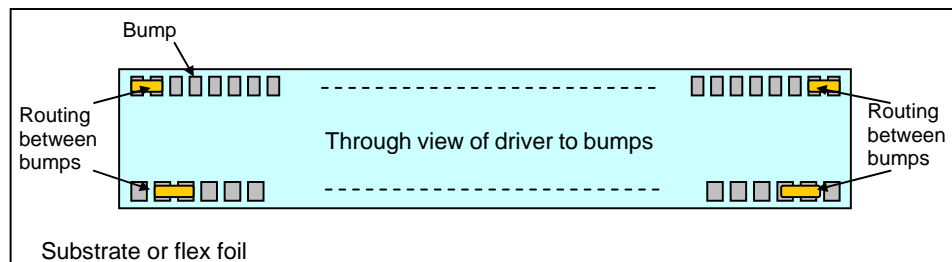 Bump
Routing
between
bumps
Through view of driver to bumps
Routing
between
bumps
Substrate or flex foil